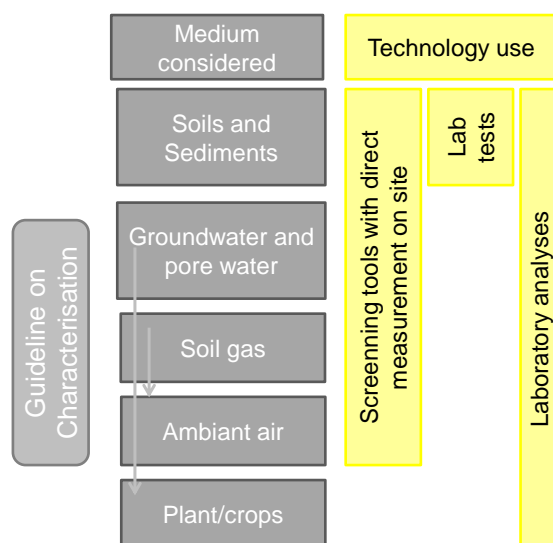 Medium
considered
Technology use
Soils and
Sediments
Groundwater and
pore water
Soil gas
Ambiant air
Plant/crops
Guideline on
Characterisation
Screenning tools with direct
measurement on site
Lab
tests
Laboratory analyses